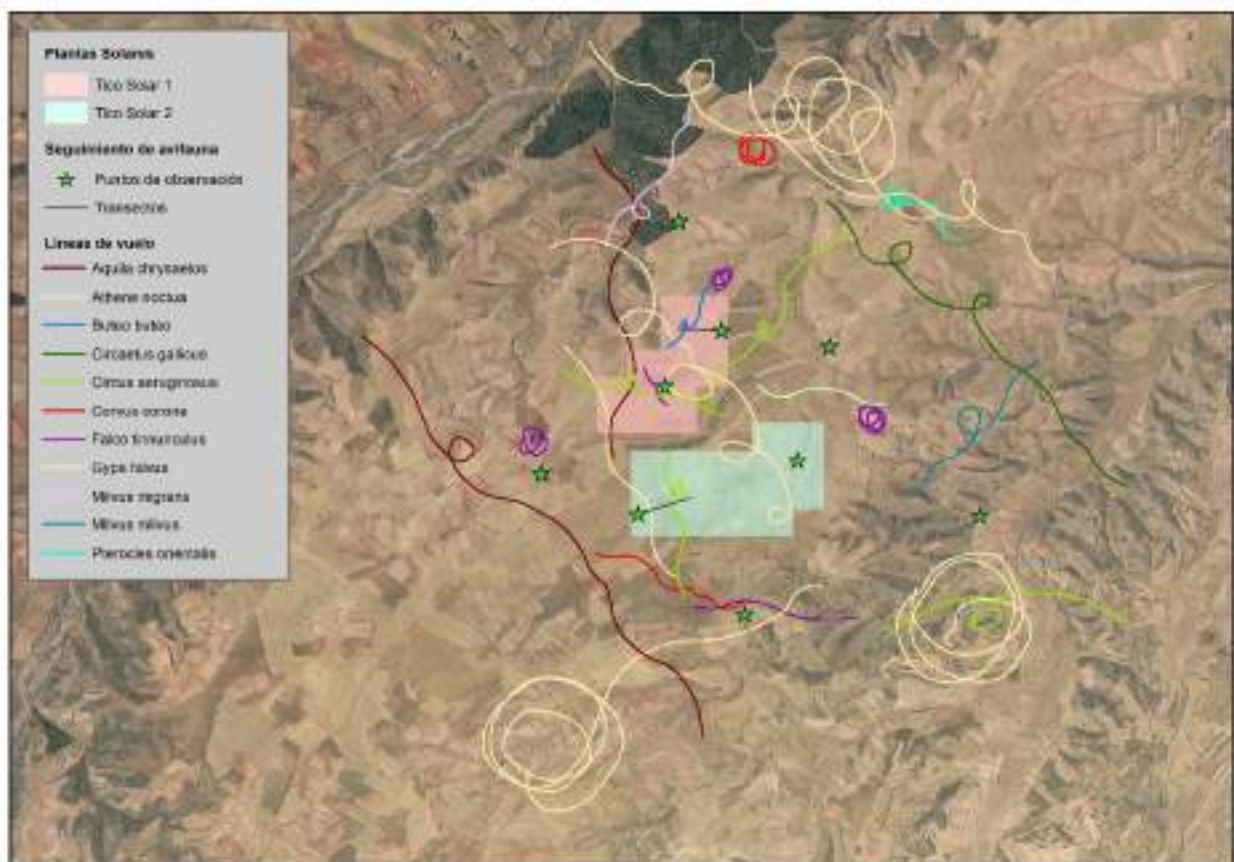 Plantas Solares
Tico Solar 1
Tico Solar 2
Seguimiento de avifauna
Puntos de observación
Transectos
Líneas de vuelo
Aquila chrysaetos
Athene noctua
Buteo buteo
Circaetus gallicus
Circus aeruginosus
Corvus corone
Falco tinnunculus
Gyps fulvus
Milvus migrans
Milvus milvus
Pterocles orientalis